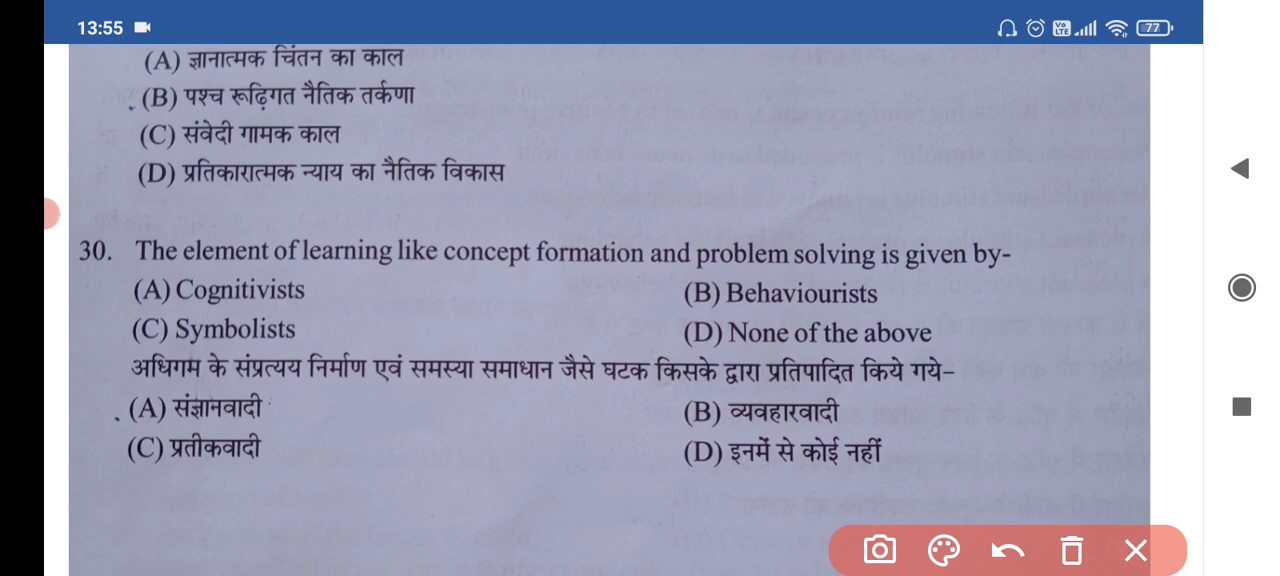 13:55
77
(A) ज्ञानात्मक चिंतन का काल
(B) पश्च रूढ़िगत नैतिक तर्कणा
(C) संवेदी गामक काल
(D) प्रतिकारात्मक न्याय का नैतिक विकास
30. The element of learning like concept formation and problem solving is given by-
(A) Cognitivists (B) Behaviourists
(C) Symbolists (D) None of the above
अधिगम के संप्रत्यय निर्माण एवं समस्या समाधान जैसे घटक किसके द्वारा प्रतिपादित किये गये–
(A) संज्ञानवादी (B) व्यवहारवादी
(C) प्रतीकवादी (D) इनमें से कोई नहीं